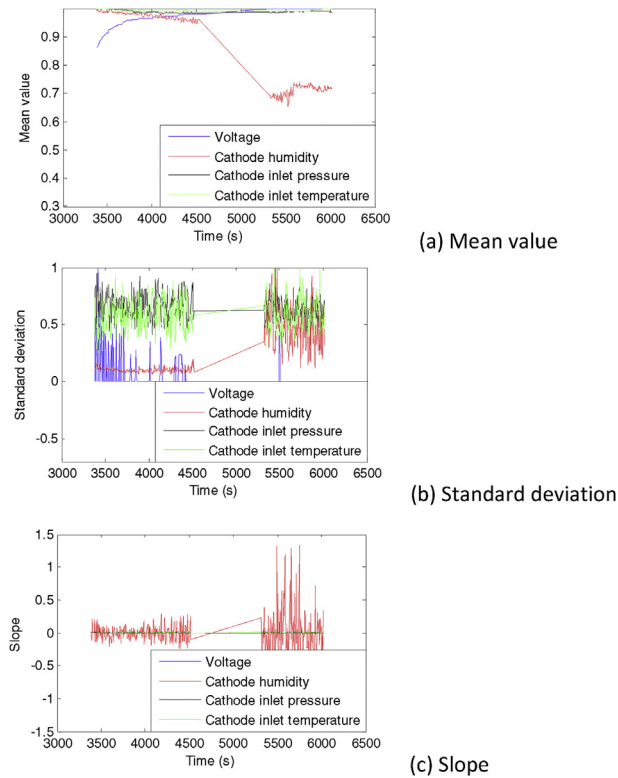 0.9
0.8
0.7
0.6
0.5
0.4
0.3
Mean value
Voltage
Cathode humidity
Cathode inlet pressure
Cathode inlet temperature
3000 3500 4000 4500 5000 5500 6000 6500
Time (s)
(a) Mean value
1
0.5
0
-0.5
Standard deviation
Voltage
Cathode humidity
Cathode inlet pressure
Cathode inlet temperature
3000 3500 4000 4500 5000 5500 6000 6500
Time (s)
(b) Standard deviation
1.5
1
0.5
0
-0.5
-1
-1.5
Slope
Voltage
Cathode humidity
Cathode inlet pressure
Cathode inlet temperature
3000 3500 4000 4500 5000 5500 6000 6500
Time (s)
(c) Slope